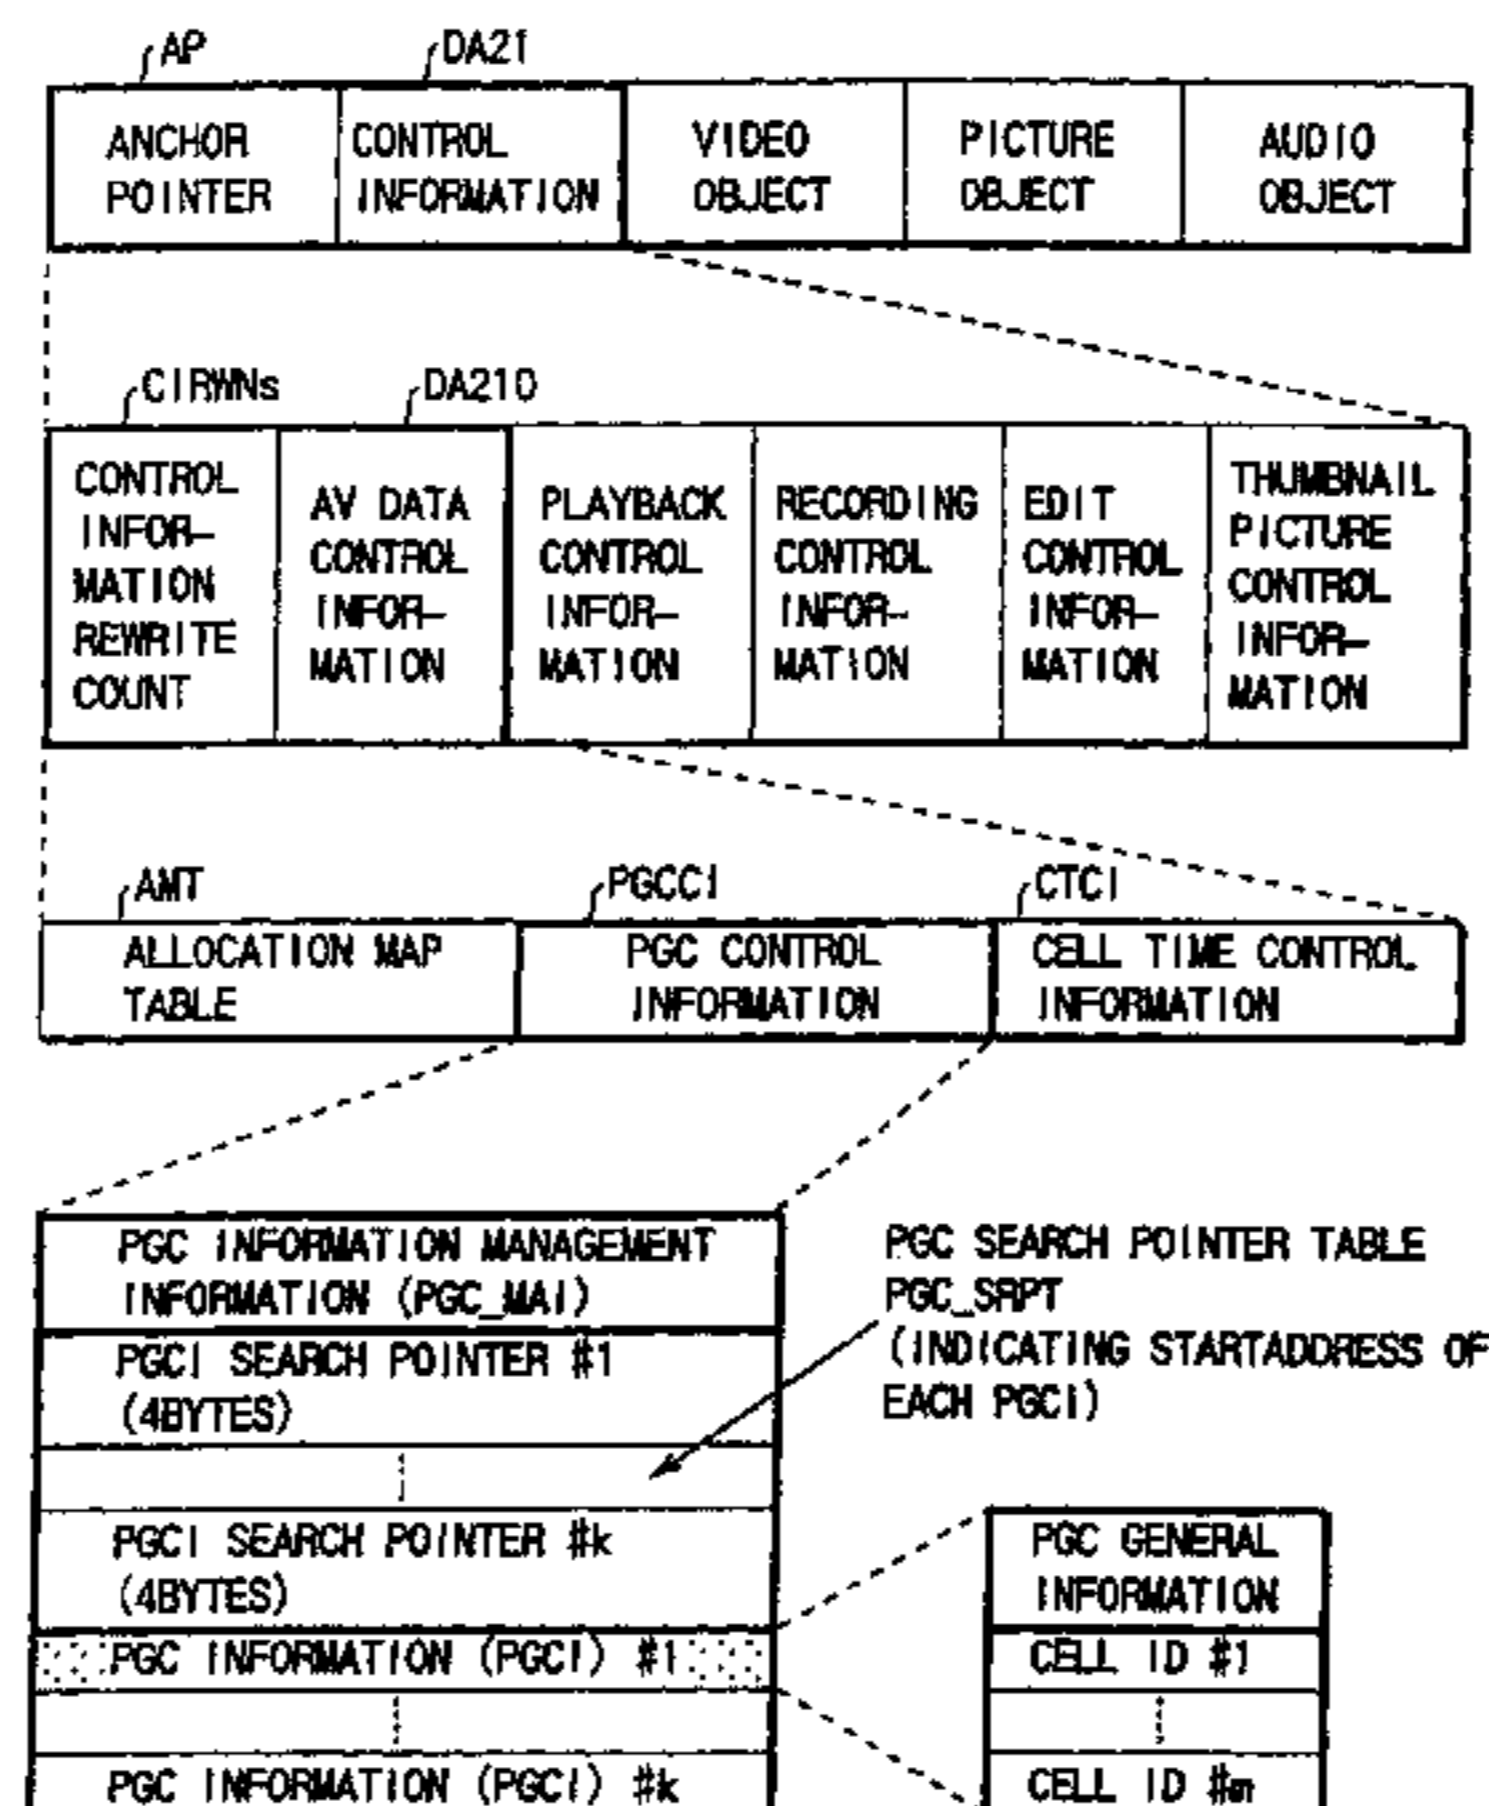 AP
DA21
ANCHOR
POINTER
CONTROL
INFORMATION
VIDEO
OBJECT
PICTURE
OBJECT
AUDIO
OBJECT
CIRWNs
DA210
CONTROL
INFOR-
MATION
REWRITE
COUNT
AV DATA
CONTROL
INFOR-
MATION
PLAYBACK
CONTROL
INFOR-
MATION
RECORDING
CONTROL
INFOR-
MATION
EDIT
CONTROL
INFOR-
MATION
THUMBNAIL
PICTURE
CONTROL
INFOR-
MATION
AMT
PGCCI
CTCI
ALLOCATION MAP
TABLE
PGC CONTROL
INFORMATION
CELL TIME CONTROL
INFORMATION
PGC INFORMATION MANAGEMENT
INFORMATION (PGC_MAI)
PGCI SEARCH POINTER #1
(4BYTES)
PGCI SEARCH POINTER #k
(4BYTES)
PGC INFORMATION (PGCI) #1
PGC INFORMATION (PGCI) #k
PGC SEARCH POINTER TABLE
PGC_SRPT
(INDICATING STARTADDRESS OF
EACH PGCI)
PGC GENERAL
INFORMATION
CELL ID #1
CELL ID #m